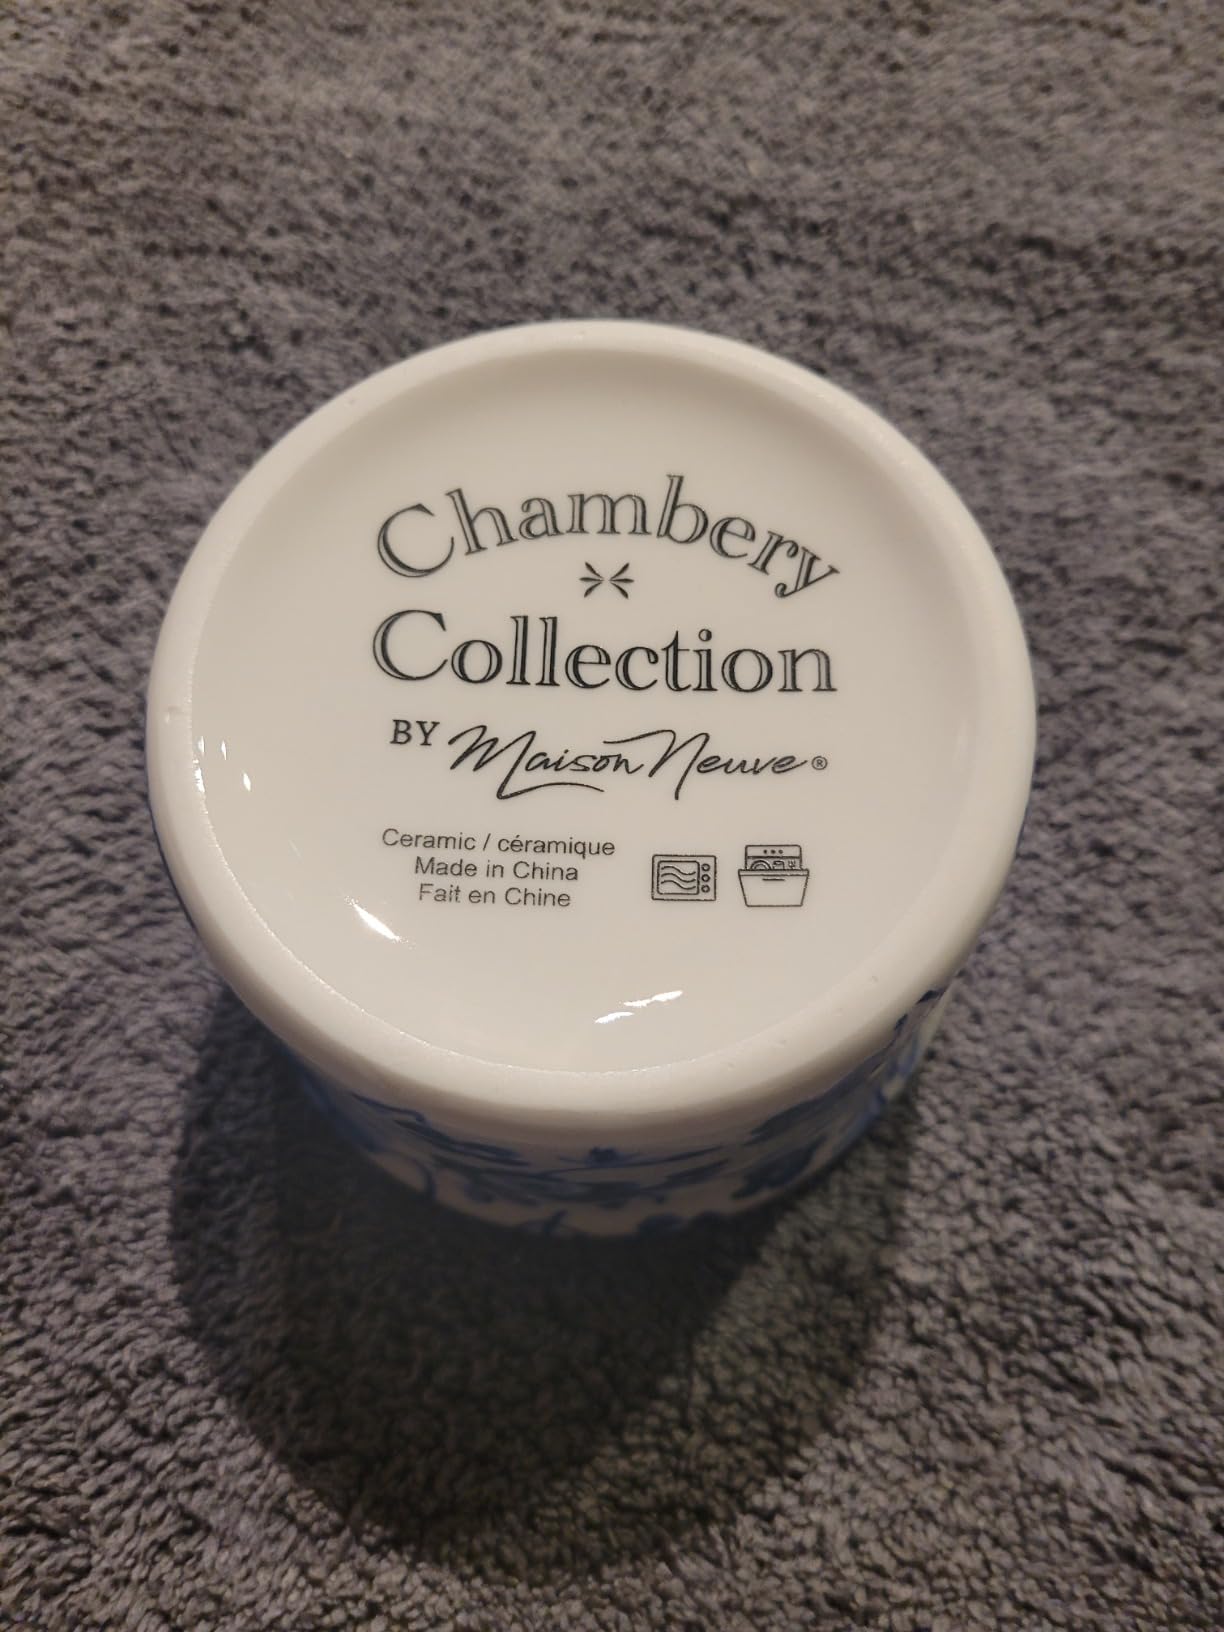 Chambery
Collection
BY Maison Neuve®
Ceramic / céramique
Made in China
Fait en Chine